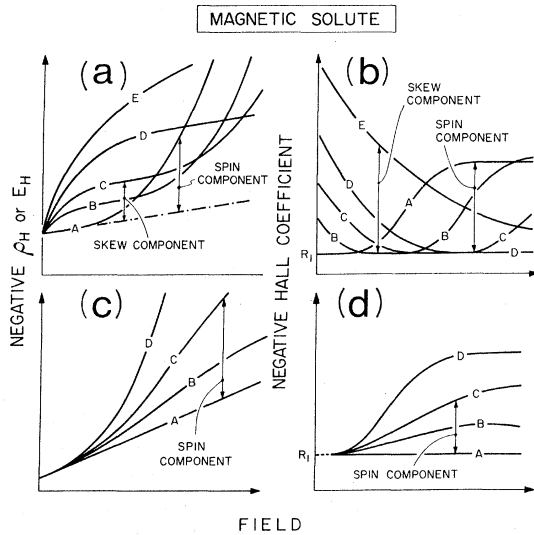 MAGNETIC SOLUTE
NEGATIVE ρH or EH
(a)
E
D
C
B
A
SPIN
COMPONENT
SKEW COMPONENT
NEGATIVE HALL COEFFICIENT
(b)
SKEW
COMPONENT
SPIN
COMPONENT
E
D
C
B
A
B
C
D
R₁
(c)
D
C
B
A
SPIN
COMPONENT
(d)
D
C
B
A
R₁
SPIN COMPONENT
FIELD